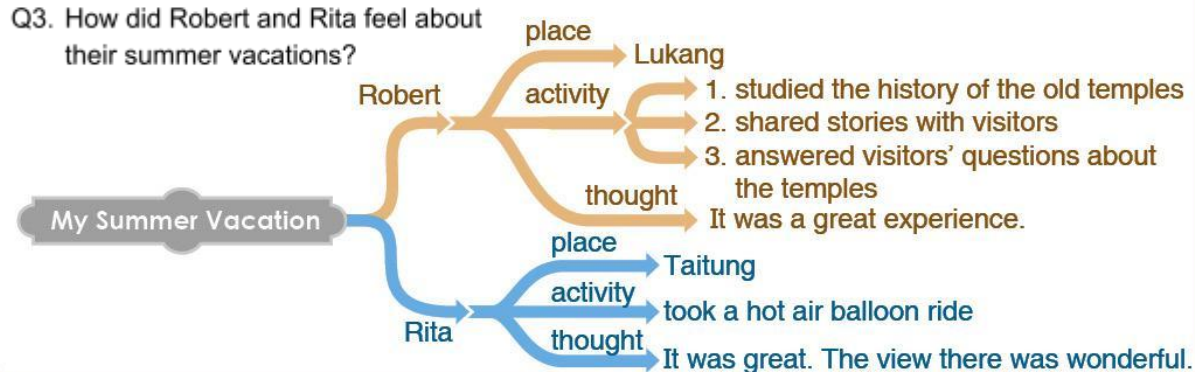 Q3. How did Robert and Rita feel about
their summer vacations?
My Summer Vacation
Robert
place
Lukang
activity
1. studied the history of the old temples
2. shared stories with visitors
3. answered visitors’ questions about
the temples
thought
It was a great experience.
Rita
place
Taitung
activity
took a hot air balloon ride
thought
It was great. The view there was wonderful.